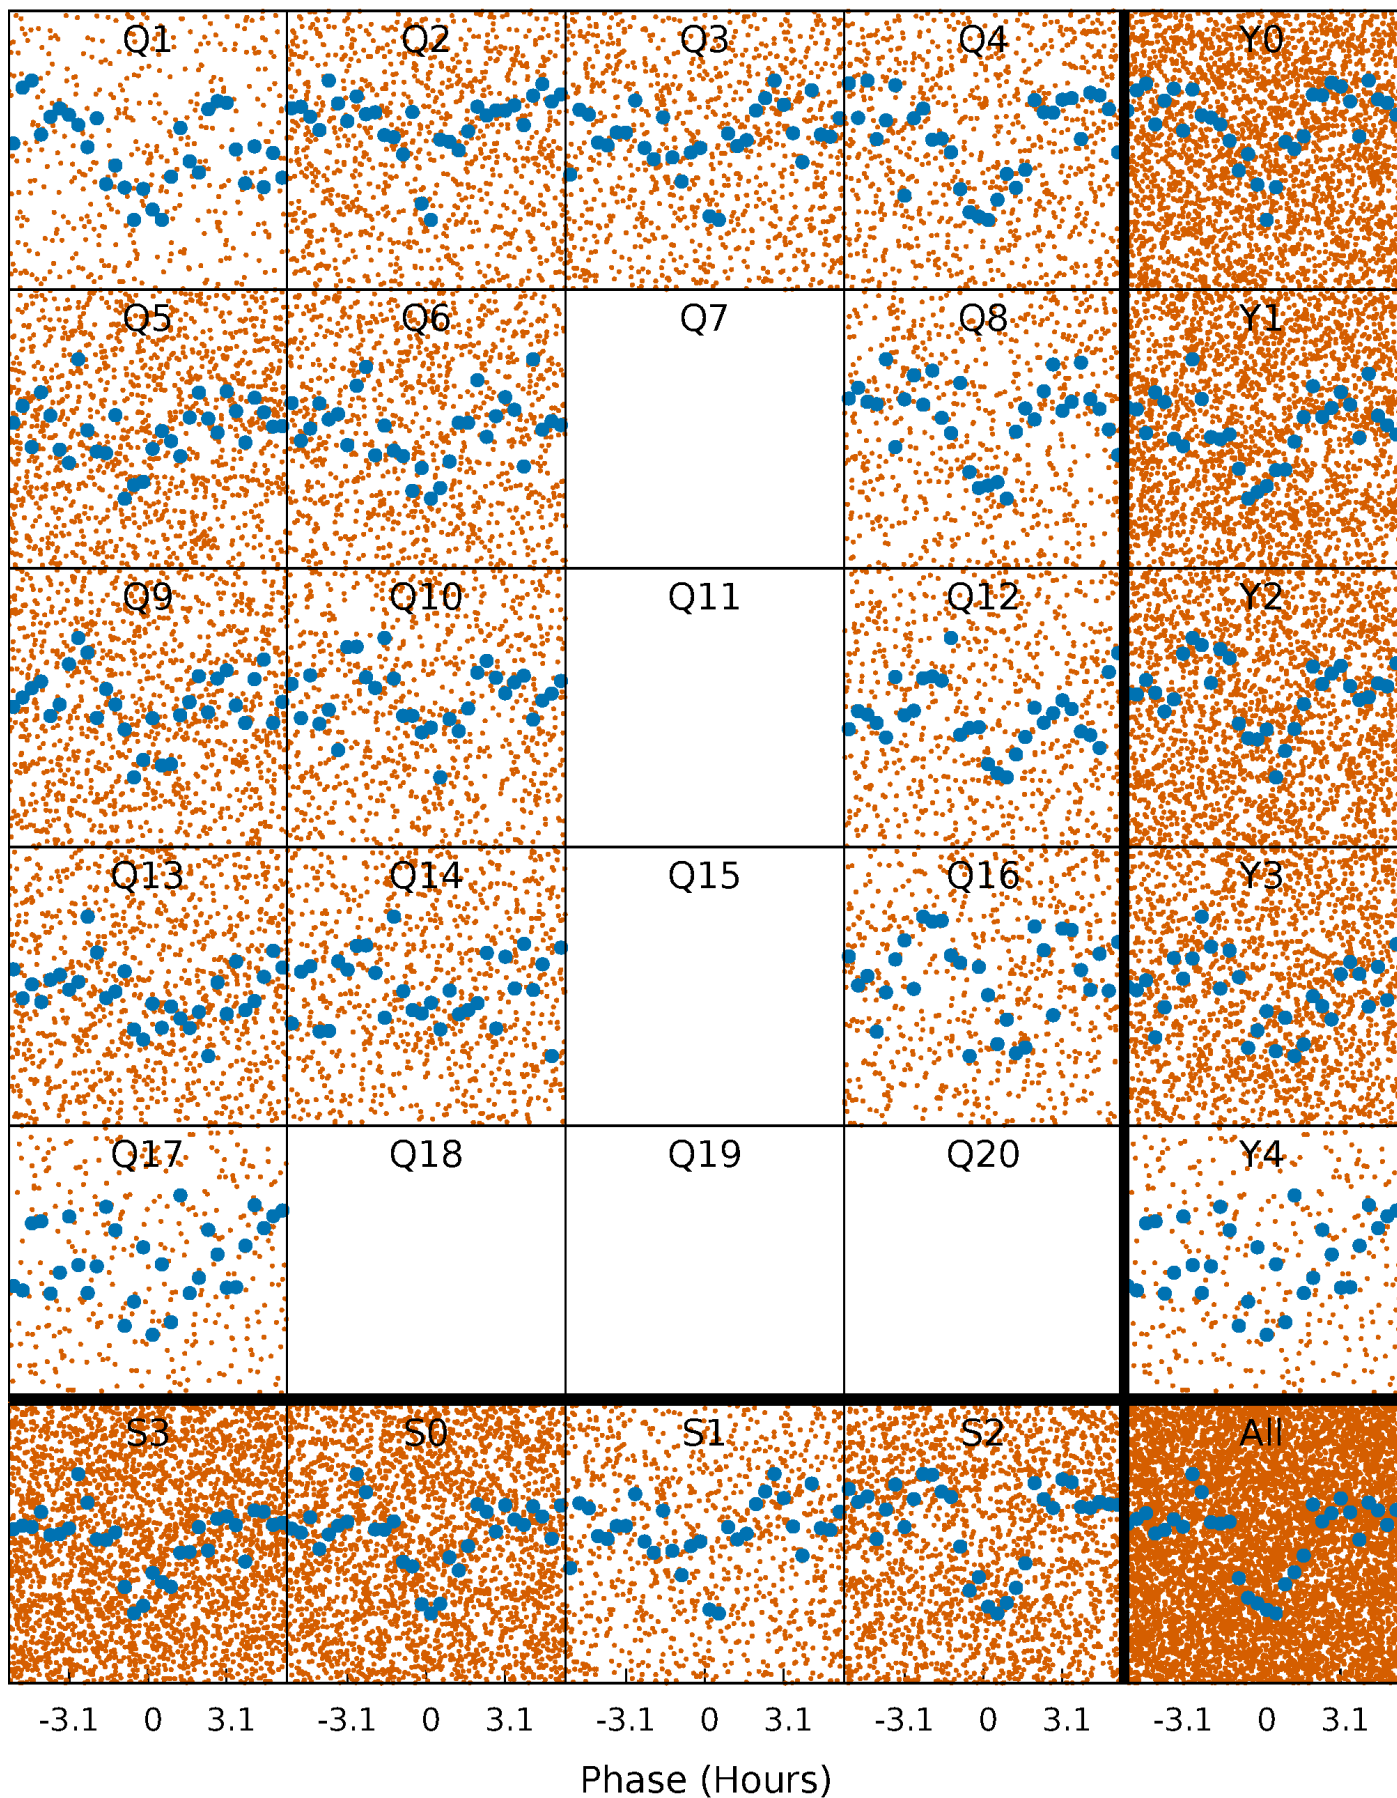 Q1 Q2 Q3 Q4 Y0
Q5 Q6 Q7 Q8 Y1
Q9 Q10 Q11 Q12 Y2
Q13 Q14 Q15 Q16 Y3
Q17 Q18 Q19 Q20 Y4
S3 S0 S1 S2 All
-3.1 0 3.1 -3.1 0 3.1 -3.1 0 3.1 -3.1 0 3.1 -3.1 0 3.1
Phase (Hours)